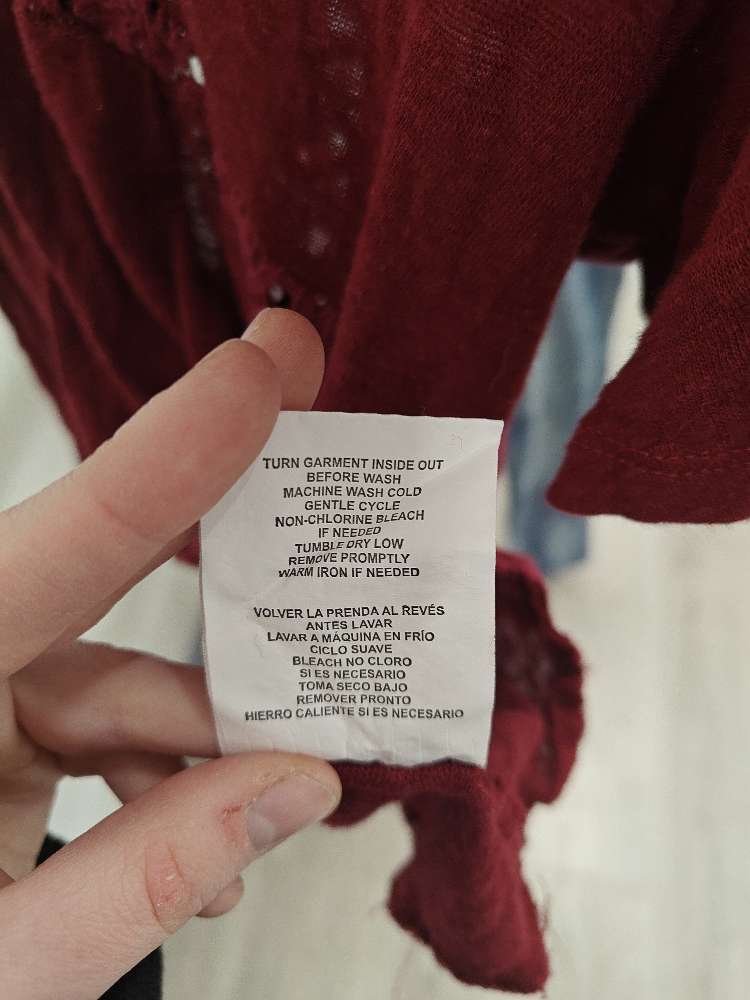 TURN GARMENT INSIDE OUT
BEFORE WASH
MACHINE WASH COLD
GENTLE CYCLE
NON-CHLORINE BLEACH
IF NEEDED
TUMBLE DRY LOW
REMOVE PROMPTLY
WARM IRON IF NEEDED
VOLVER LA PRENDA AL REVÉS
ANTES LAVAR
LAVAR A MÁQUINA EN FRÍO
CICLO SUAVE
BLEACH NO CLORO
SI ES NECESARIO
TOMA SECO BAJO
REMOVER PRONTO
HIERRO CALIENTE SI ES NECESARIO